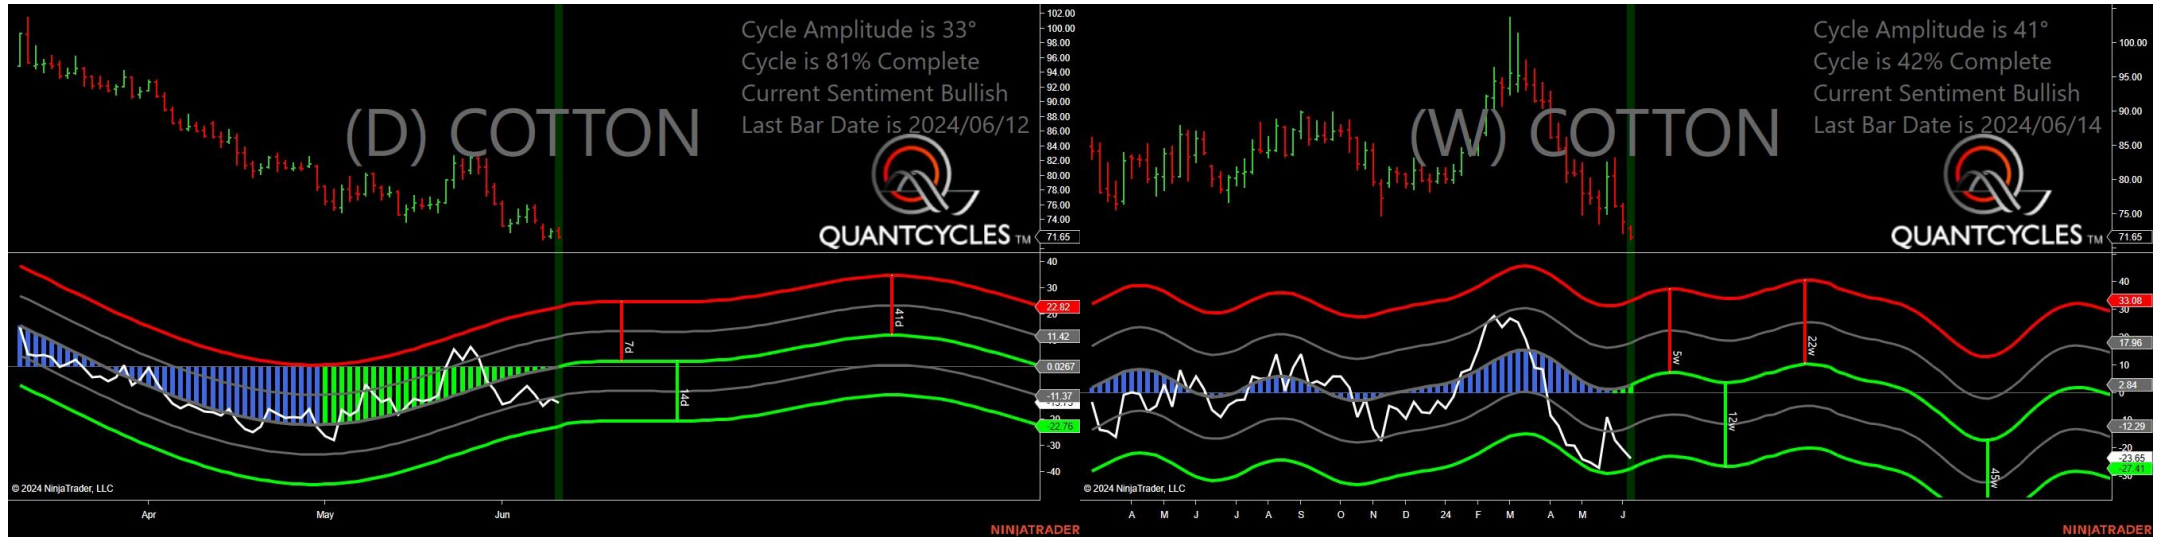 Cycle Amplitude is 33°
Cycle is 81% Complete
Current Sentiment Bullish
Last Bar Date is 2024/06/12
(D) COTTON
QUANTCYCLES TM
102.00
100.00
98.00
96.00
94.00
92.00
90.00
88.00
86.00
84.00
82.00
80.00
78.00
76.00
74.00
71.65
40
30
22.82
20
11.42
0.0267
-11.37
-22.76
-30
-40
7d
14d
41d
© 2024 NinjaTrader, LLC
Apr May Jun
NINJATRADER
Cycle Amplitude is 41°
Cycle is 42% Complete
Current Sentiment Bullish
Last Bar Date is 2024/06/14
(W) COTTON
QUANTCYCLES TM
100.00
95.00
90.00
85.00
80.00
75.00
71.65
40
33.08
30
20
17.96
10
2.84
0
-12.29
-20
-23.65
-27.41
5w
12w
22w
45w
© 2024 NinjaTrader, LLC
A M J J A S O N D 24 F M A M J
NINJATRADER